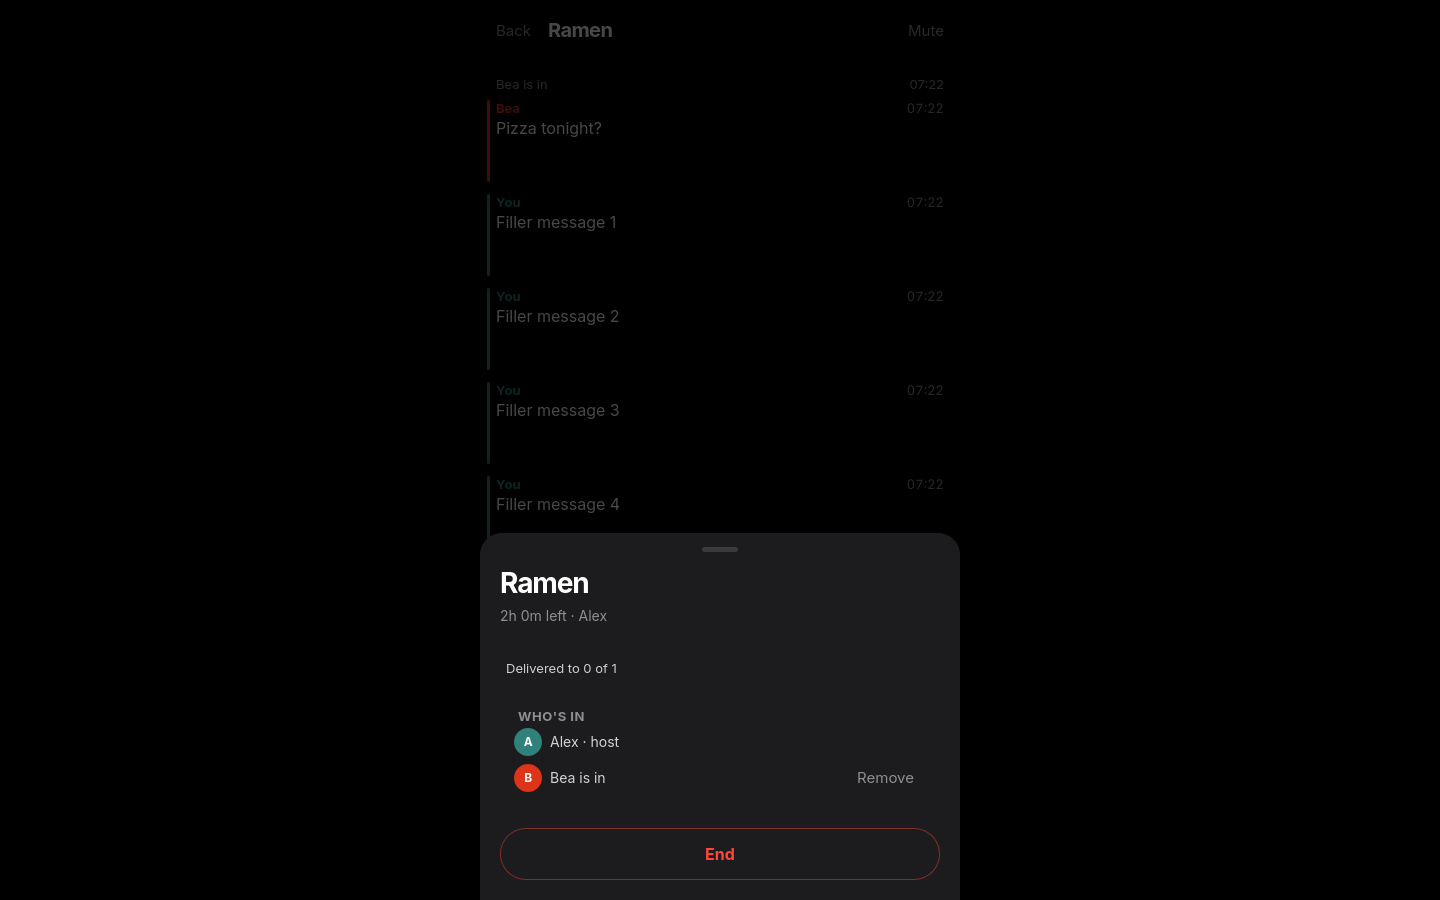 Back Ramen Mute
Bea is in 07:22
Bea 07:22
Pizza tonight?
You 07:22
Filler message 1
You 07:22
Filler message 2
You 07:22
Filler message 3
You 07:22
Filler message 4
Ramen
2h 0m left · Alex
Delivered to 0 of 1
WHO'S IN
A Alex · host
B Bea is in Remove
End